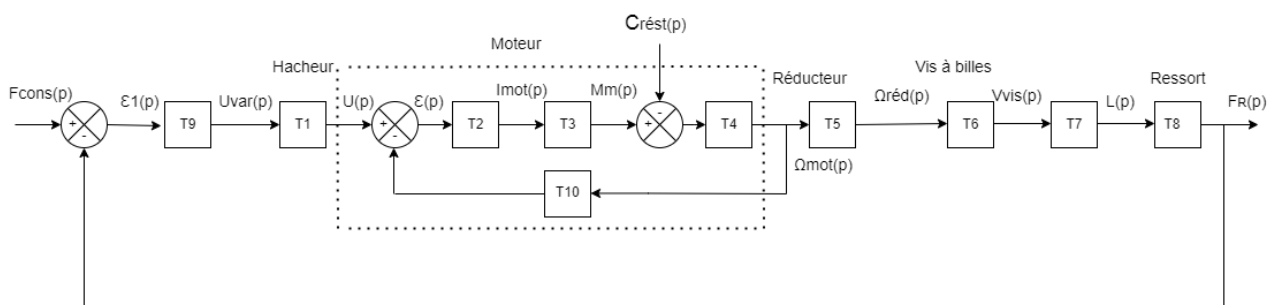 Crést(p)
Moteur
Hacheur
Réducteur
Vis à billes
Ressort
Fcons(p)
+
-
Ɛ1(p)
T9
Uvar(p)
T1
U(p)
+
-
Ɛ(p)
T2
Imot(p)
T3
Mm(p)
-
+
T4
T5
Ωréd(p)
T6
Vvis(p)
T7
L(p)
T8
FR(p)
Ωmot(p)
T10